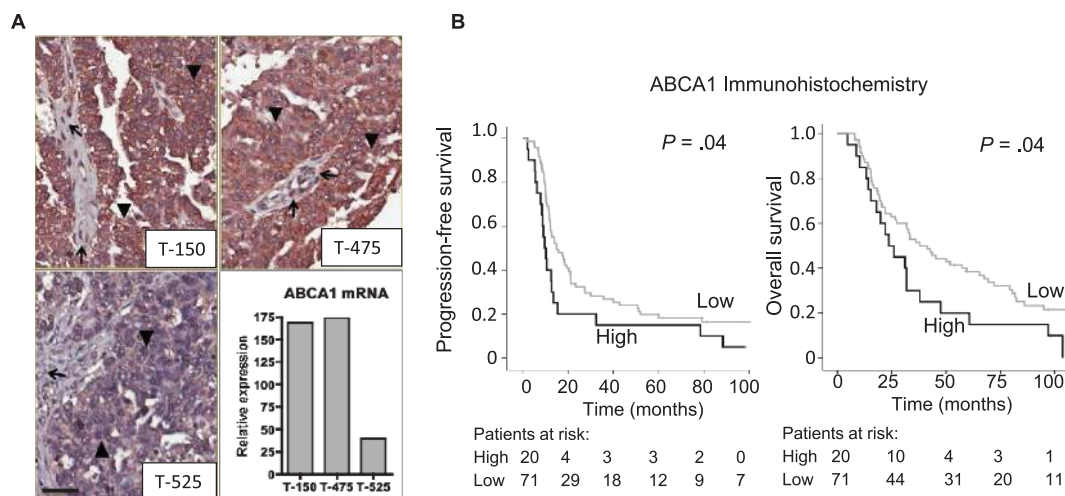 A
T-150
T-475
T-525
ABCA1 mRNA
Relative expression
175
150
125
100
75
50
25
0
T-150 T-475 T-525
B
ABCA1 Immunohistochemistry
Progression-free survival
1.0
0.8
0.6
0.4
0.2
0
P = .04
Low
High
0 20 40 60 80 100
Time (months)
Patients at risk:
High 20 4 3 3 2 0
Low 71 29 18 12 9 7
Overall survival
1.0
0.8
0.6
0.4
0.2
0
P = .04
Low
High
0 25 50 75 100
Time (months)
Patients at risk:
High 20 10 4 3 1
Low 71 44 31 20 11